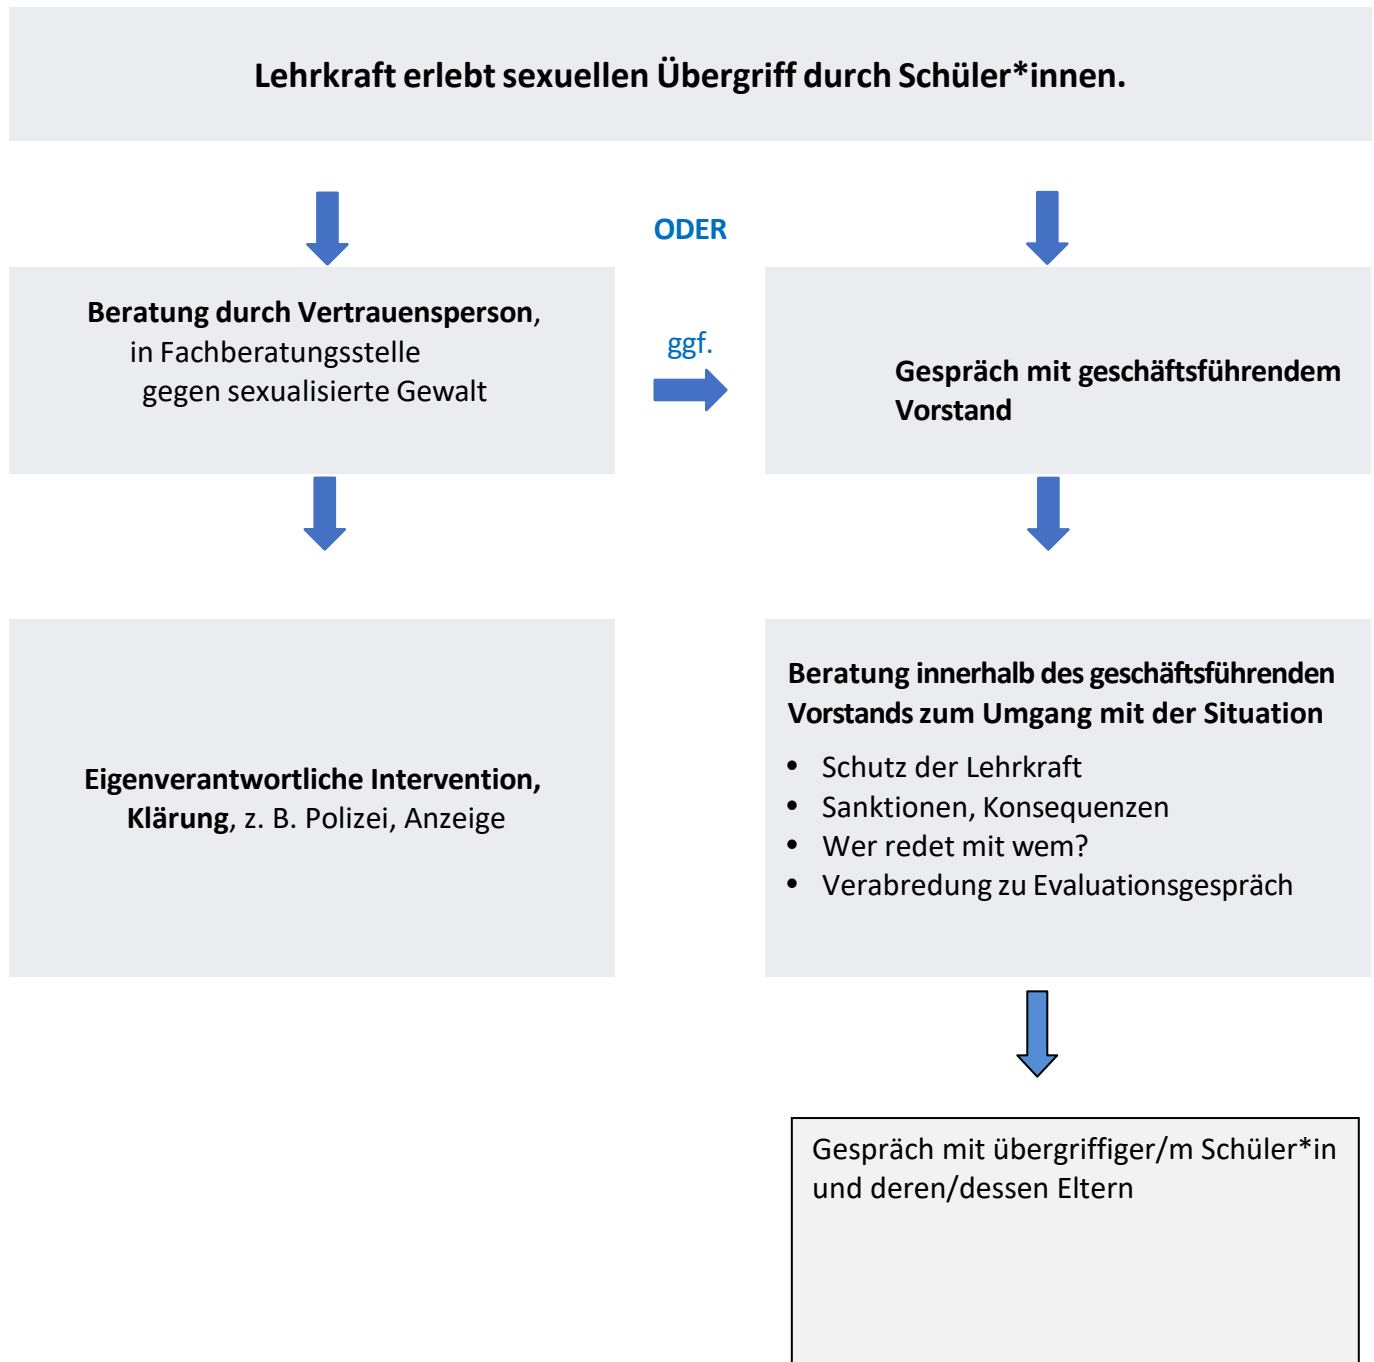 Lehrkraft erlebt sexuellen Übergriff durch Schüler*innen.
ODER
Beratung durch Vertrauensperson,
in Fachberatungsstelle
gegen sexualisierte Gewalt
ggf.
Gespräch mit geschäftsführendem
Vorstand
Eigenverantwortliche Intervention,
Klärung, z. B. Polizei, Anzeige
Beratung innerhalb des geschäftsführenden
Vorstands zum Umgang mit der Situation
• Schutz der Lehrkraft
• Sanktionen, Konsequenzen
• Wer redet mit wem?
• Verabredung zu Evaluationsgespräch
Gespräch mit übergriffiger/m Schüler*in
und deren/dessen Eltern